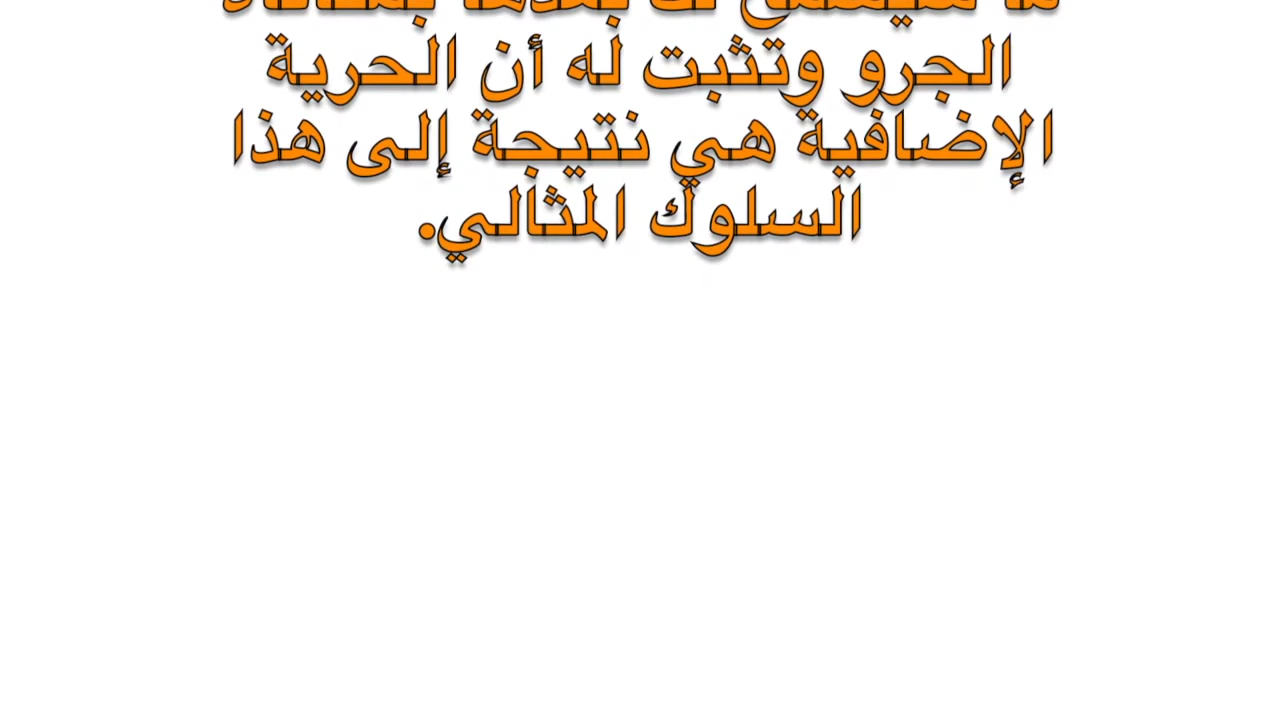 الجرو وتثبت له أن الحرية
الإضافية هي نتيجة إلى هذا
السلوك المثالي.